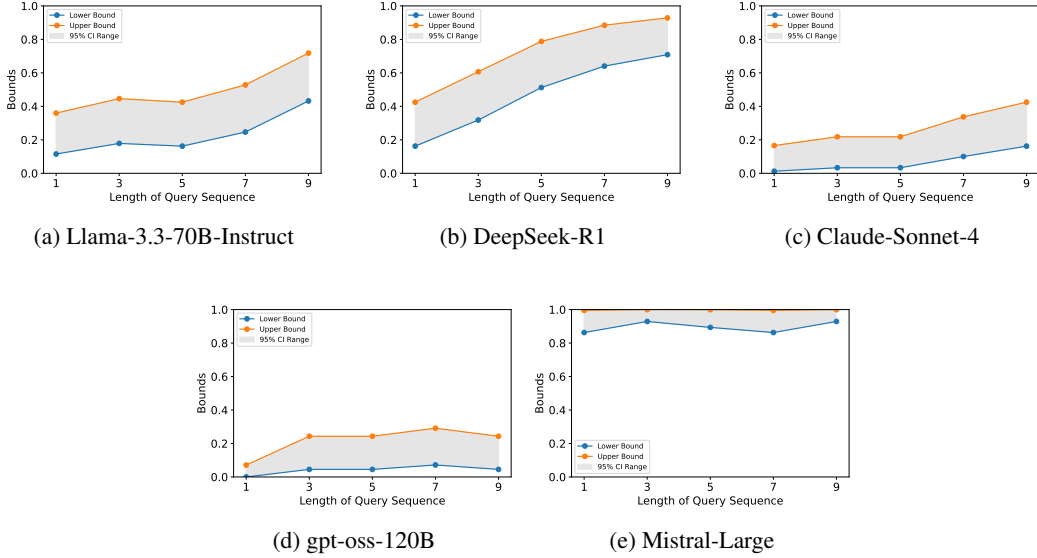 1.0
0.8
0.6
0.4
0.2
0.0
Bounds
Lower Bound
Upper Bound
95% CI Range
1 3 5 7 9
Length of Query Sequence
(a) Llama-3.3-70B-Instruct
1.0
0.8
0.6
0.4
0.2
0.0
Bounds
Lower Bound
Upper Bound
95% CI Range
1 3 5 7 9
Length of Query Sequence
(b) DeepSeek-R1
1.0
0.8
0.6
0.4
0.2
0.0
Bounds
Lower Bound
Upper Bound
95% CI Range
1 3 5 7 9
Length of Query Sequence
(c) Claude-Sonnet-4
1.0
0.8
0.6
0.4
0.2
0.0
Bounds
Lower Bound
Upper Bound
95% CI Range
1 3 5 7 9
Length of Query Sequence
(d) gpt-oss-120B
1.0
0.8
0.6
0.4
0.2
0.0
Bounds
Lower Bound
Upper Bound
95% CI Range
1 3 5 7 9
Length of Query Sequence
(e) Mistral-Large